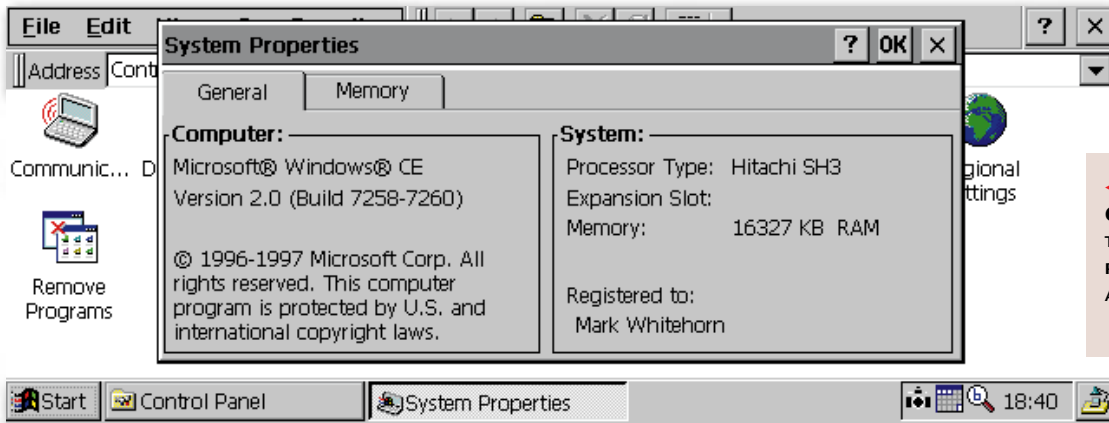 File Edit
System Properties ? OK ×
? ×
Address
General Memory
Computer:
Microsoft® Windows® CE
Version 2.0 (Build 7258-7260)
© 1996-1997 Microsoft Corp. All
rights reserved. This computer
program is protected by U.S. and
international copyright laws.
System:
Processor Type: Hitachi SH3
Expansion Slot:
Memory: 16327 KB RAM
Registered to:
Mark Whitehorn
Communic...
Remove
Programs
Start Control Panel System Properties 18:40